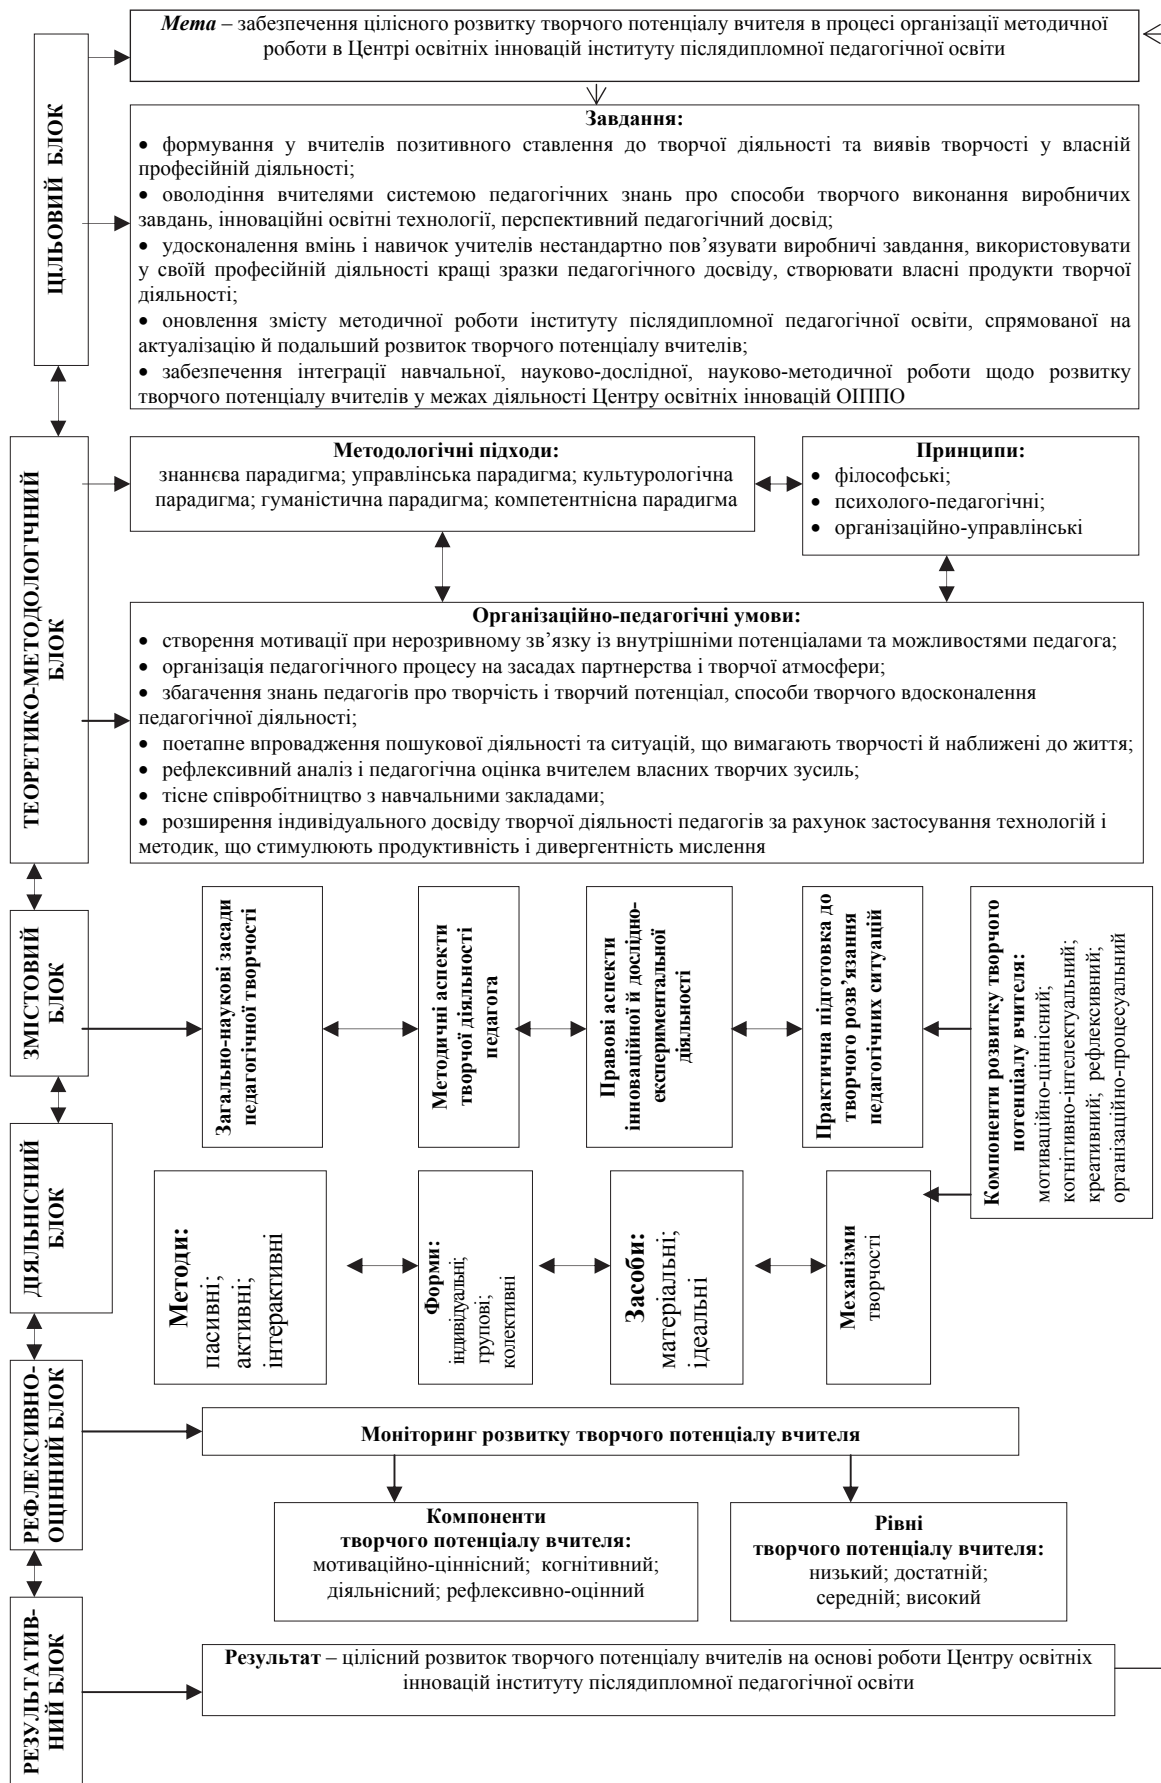 ЦІЛЬОВИЙ БЛОК
Мета – забезпечення цілісного розвитку творчого потенціалу вчителя в процесі організації методичної
роботи в Центрі освітніх інновацій інституту післядипломної педагогічної освіти
Завдання:
• формування у вчителів позитивного ставлення до творчої діяльності та виявів творчості у власній
професійній діяльності;
• оволодіння вчителями системою педагогічних знань про способи творчого виконання виробничих
завдань, інноваційні освітні технології, перспективний педагогічний досвід;
• удосконалення вмінь і навичок учителів нестандартно пов’язувати виробничі завдання, використовувати
у своїй професійній діяльності кращі зразки педагогічного досвіду, створювати власні продукти творчої
діяльності;
• оновлення змісту методичної роботи інституту післядипломної педагогічної освіти, спрямованої на
актуалізацію й подальший розвиток творчого потенціалу вчителів;
• забезпечення інтеграції навчальної, науково-дослідної, науково-методичної роботи щодо розвитку
творчого потенціалу вчителів у межах діяльності Центру освітніх інновацій ОІППО
ТЕОРЕТИКО-МЕТОДОЛОГІЧНИЙ
БЛОК
Методологічні підходи:
знаннєва парадигма; управлінська парадигма; культурологічна
парадигма; гуманістична парадигма; компетентнісна парадигма
Принципи:
• філософські;
• психолого-педагогічні;
• організаційно-управлінські
Організаційно-педагогічні умови:
• створення мотивації при нерозривному зв’язку із внутрішніми потенціалами та можливостями педагога;
• організація педагогічного процесу на засадах партнерства і творчої атмосфери;
• збагачення знань педагогів про творчість і творчий потенціал, способи творчого вдосконалення
педагогічної діяльності;
• поетапне впровадження пошукової діяльності та ситуацій, що вимагають творчості й наближені до життя;
• рефлексивний аналіз і педагогічна оцінка вчителем власних творчих зусиль;
• тісне співробітництво з навчальними закладами;
• розширення індивідуального досвіду творчої діяльності педагогів за рахунок застосування технологій і
методик, що стимулюють продуктивність і дивергентність мислення
ЗМІСТОВИЙ
БЛОК
Загально-наукові засади
педагогічної творчості
Методичні аспекти
творчої діяльності
педагога
Правові аспекти
інноваційної й дослідно-
експериментальної
діяльності
Практична підготовка до
творчого розв’язання
педагогічних ситуацій
Компоненти розвитку творчого
потенціалу вчителя:
мотиваційно-ціннісний;
когнітивно-інтелектуальний;
креативний; рефлексивний;
організаційно-процесуальний
ДІЯЛЬНІСНИЙ
БЛОК
Методи:
пасивні;
активні;
інтерактивні
Форми:
індивідуальні;
групові;
колективні
Засоби:
матеріальні;
ідеальні
Механізми
творчості
РЕФЛЕКСИВНО-
ОЦІННИЙ БЛОК
Моніторинг розвитку творчого потенціалу вчителя
Компоненти
творчого потенціалу вчителя:
мотиваційно-ціннісний; когнітивний;
діяльнісний; рефлексивно-оцінний
Рівні
творчого потенціалу вчителя:
низький; достатній;
середній; високий
РЕЗУЛЬТАТИВ-
НИЙ БЛОК
Результат – цілісний розвиток творчого потенціалу вчителів на основі роботи Центру освітніх
інновацій інституту післядипломної педагогічної освіти